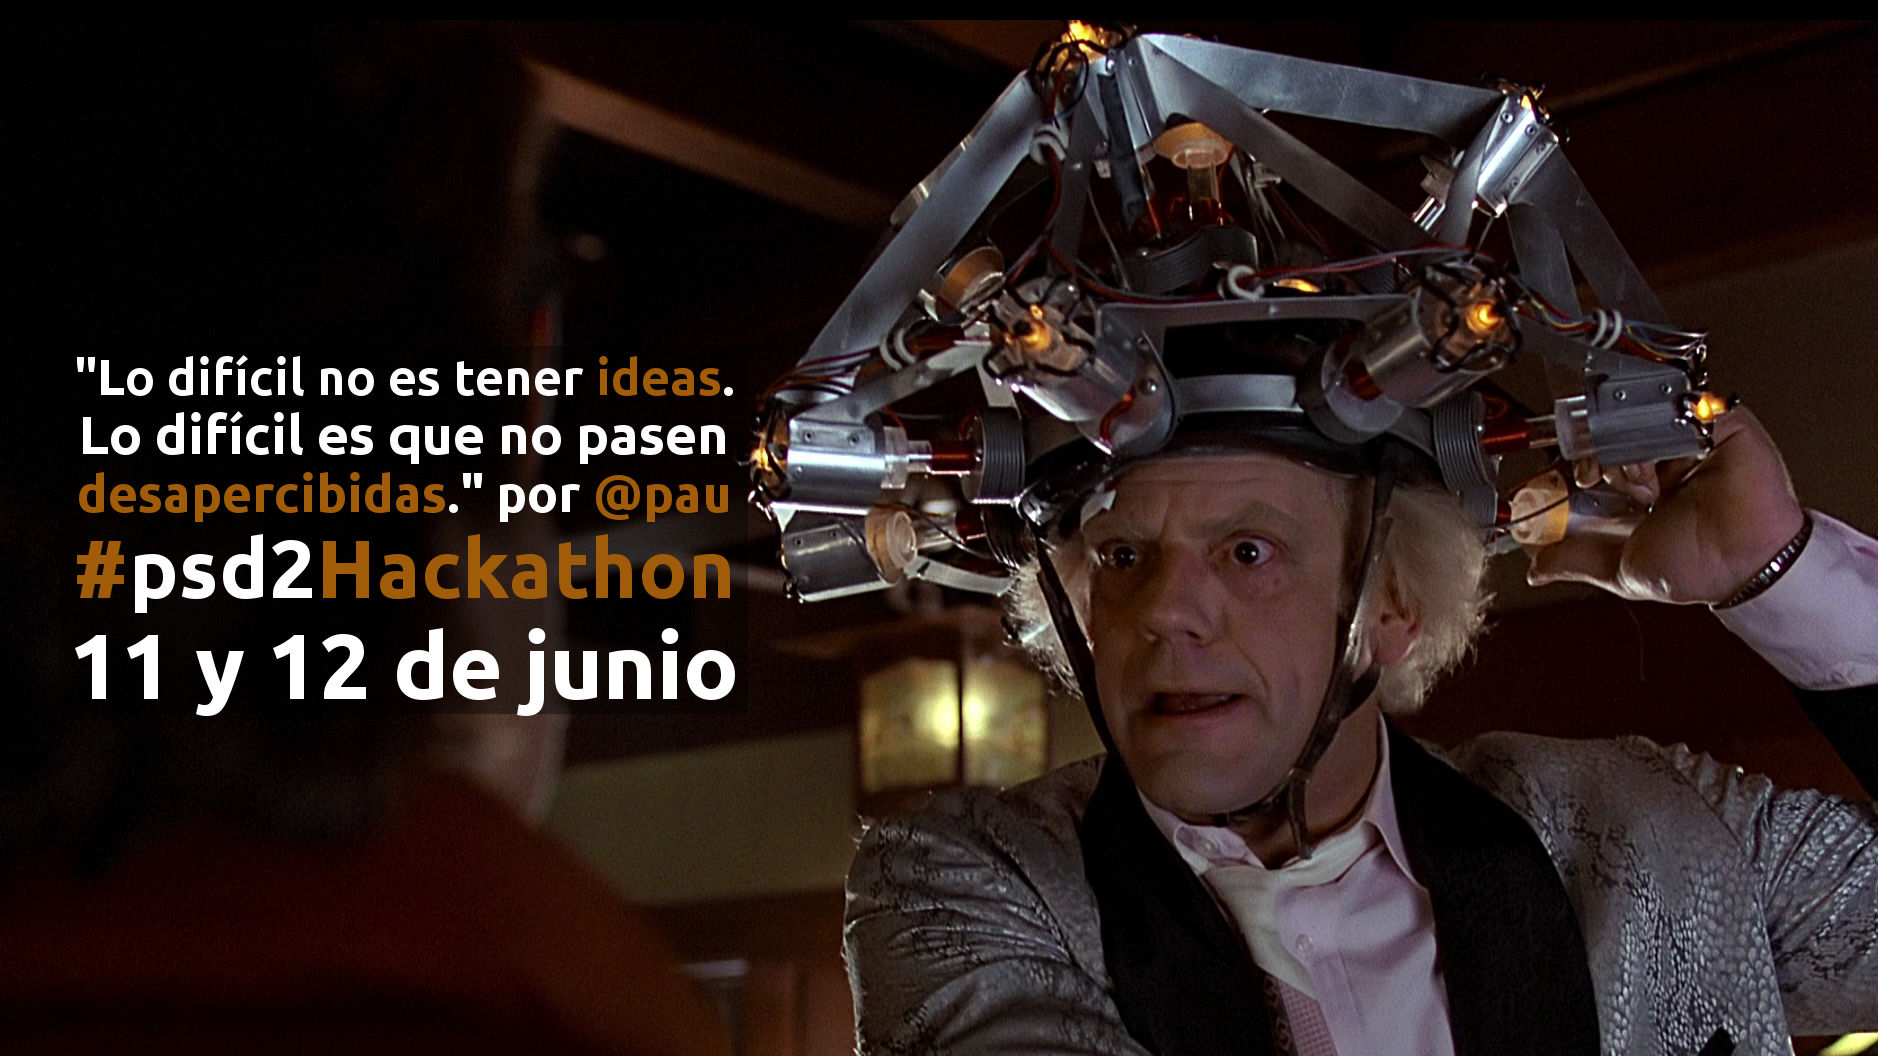 "Lo difícil no es tener ideas.
Lo difícil es que no pasen
desapercibidas." por @pau
#psd2Hackathon
11 y 12 de junio